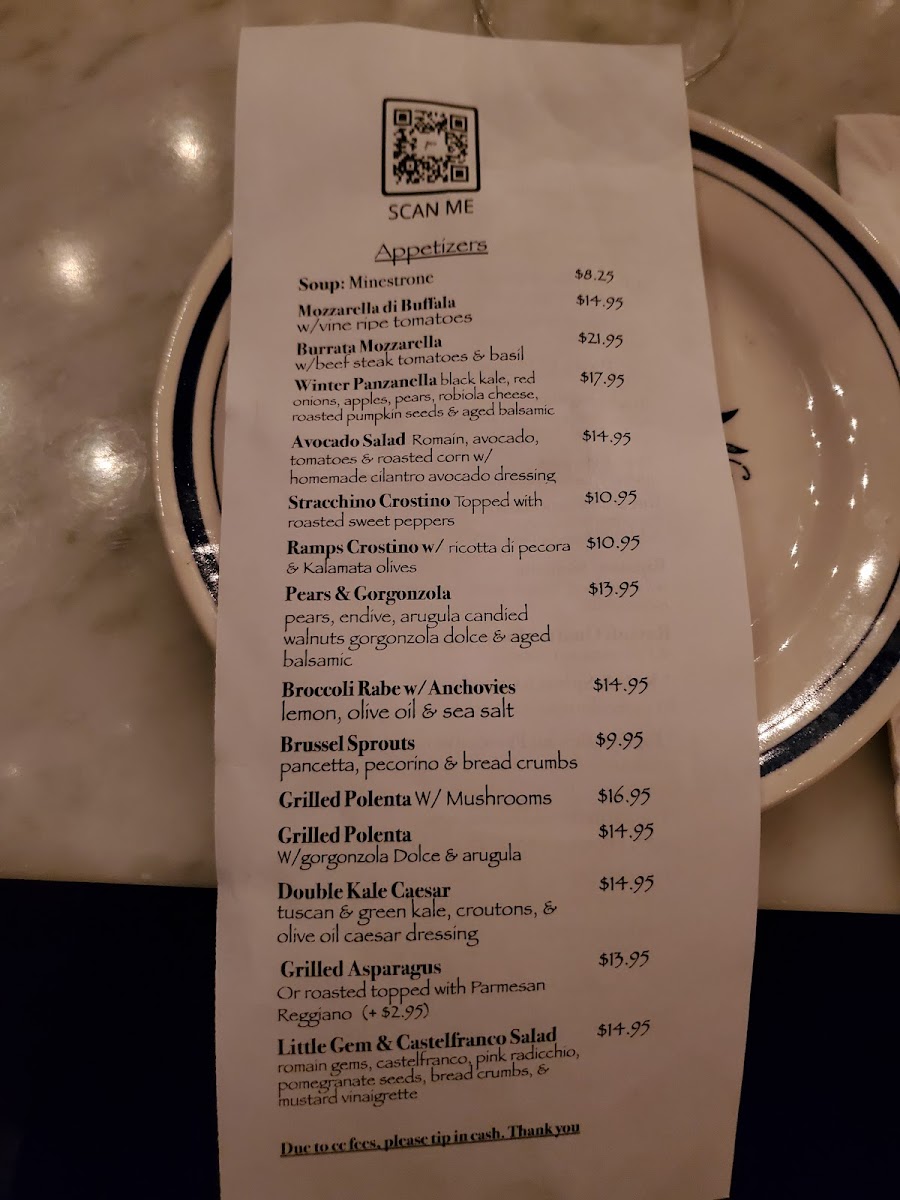 SCAN ME
Appetizers
Soup: Minestrone $8.25
Mozzarella di Buffala $14.95
w/vine ripe tomatoes
Burrata Mozzarella $21.95
w/beef steak tomatoes & basil
Winter Panzanella black kale, red $17.95
onions, apples, pears, robiola cheese,
roasted pumpkin seeds & aged balsamic
Avocado Salad Romain, avocado, $14.95
tomatoes & roasted corn w/
homemade cilantro avocado dressing
Stracchino Crostino Topped with $10.95
roasted sweet peppers
Ramps Crostino w/ ricotta di pecora $10.95
& Kalamata olives
Pears & Gorgonzola $13.95
pears, endive, arugula candied
walnuts gorgonzola dolce & aged
balsamic
Broccoli Rabe w/ Anchovies $14.95
lemon, olive oil & sea salt
Brussel Sprouts $9.95
pancetta, pecorino & bread crumbs
Grilled Polenta W/ Mushrooms $16.95
Grilled Polenta $14.95
W/gorgonzola Dolce & arugula
Double Kale Caesar $14.95
tuscan & green kale, croutons, &
olive oil caesar dressing
Grilled Asparagus $13.95
Or roasted topped with Parmesan
Reggiano (+ $2.95)
Little Gem & Castelfranco Salad $14.95
romain gems, castelfranco, pink radicchio,
pomegranate seeds, bread crumbs, &
mustard vinaigrette
Due to cc fees, please tip in cash. Thank you